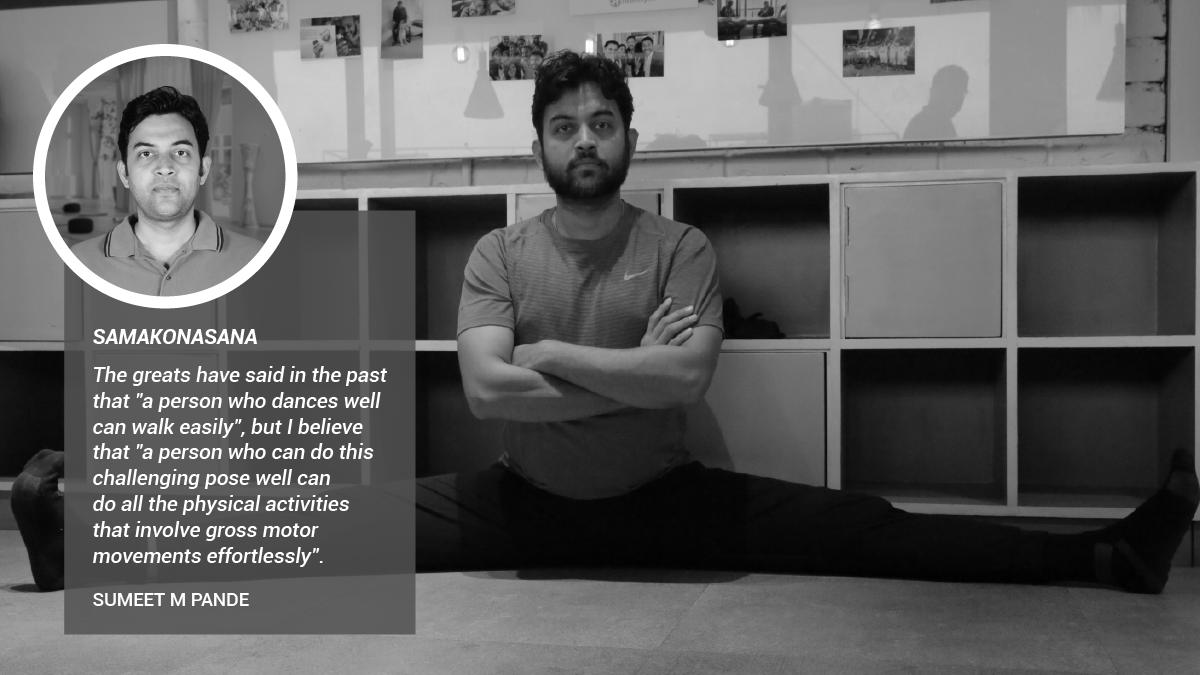 SAMAKONASANA
The greats have said in the past
that "a person who dances well
can walk easily", but I believe
that "a person who can do this
challenging pose well can
do all the physical activities
that involve gross motor
movements effortlessly".
SUMEET M PANDE